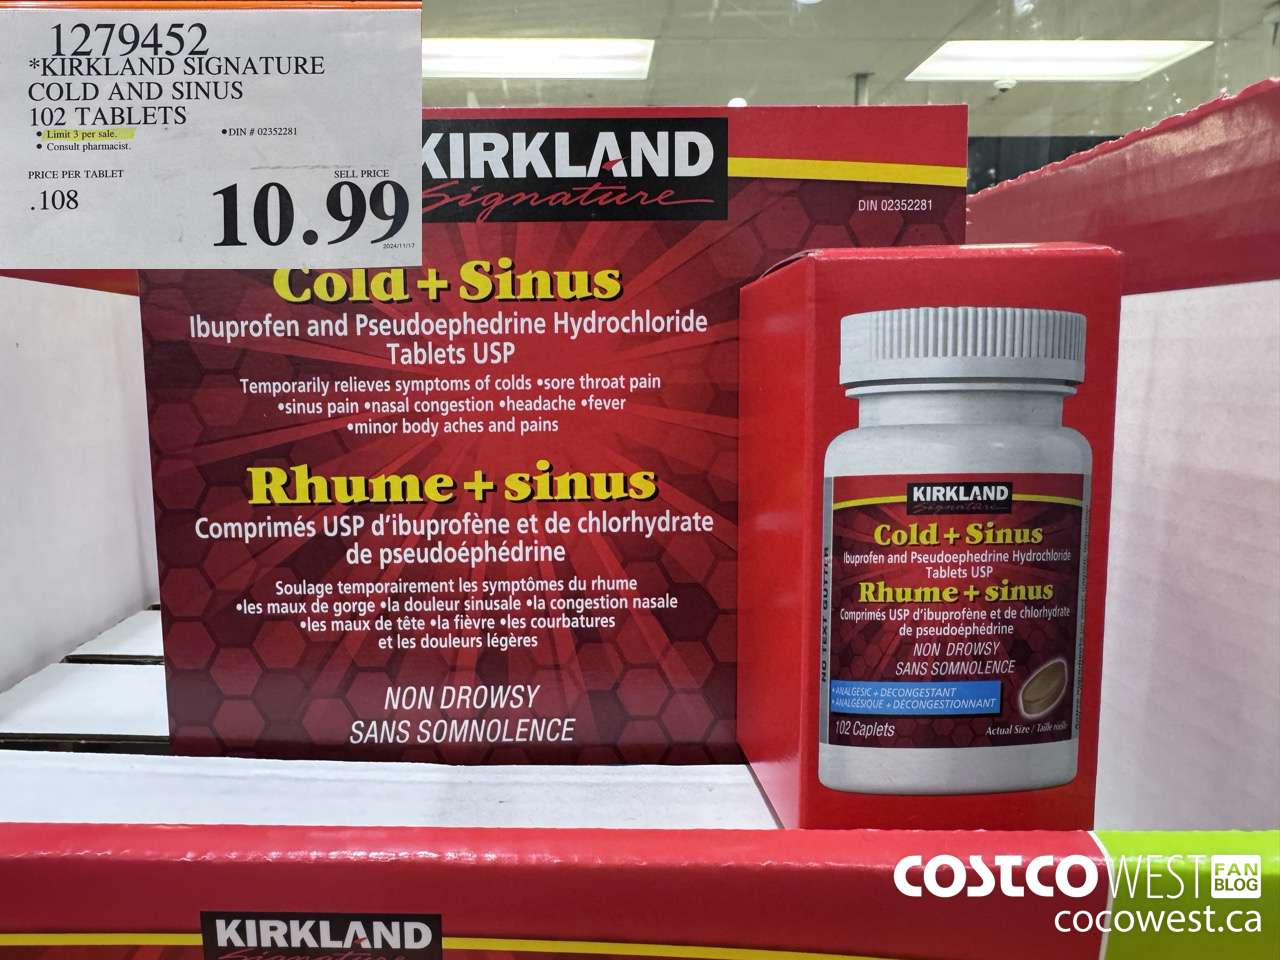 1279452
*KIRKLAND SIGNATURE
COLD AND SINUS
102 TABLETS
• Limit 3 per sale.
• DIN # 02352281
• Consult pharmacist.
PRICE PER TABLET
SELL PRICE
.108
10.99
2024/11/17
KIRKLAND
Signature
DIN 02352281
Cold + Sinus
Ibuprofen and Pseudoephedrine Hydrochloride
Tablets USP
Temporarily relieves symptoms of colds •sore throat pain
•sinus pain •nasal congestion •headache •fever
•minor body aches and pains
Rhume + sinus
Comprimés USP d'ibuprofène et de chlorhydrate
de pseudoéphédrine
Soulage temporairement les symptômes du rhume
•les maux de gorge •la douleur sinusale •la congestion nasale
•les maux de tête •la fièvre •les courbatures
et les douleurs légères
NON DROWSY
SANS SOMNOLENCE
KIRKLAND
Signature
Cold + Sinus
Ibuprofen and Pseudoephedrine Hydrochloride
Tablets USP
Rhume + sinus
Comprimés USP d'ibuprofène et de chlorhydrate
de pseudoéphédrine
NON DROWSY
SANS SOMNOLENCE
• ANALGESIC + DECONGESTANT
• ANALGÉSIQUE + DÉCONGESTIONNANT
102 Caplets
Actual Size / Taille réelle
NO TEXT GUTTER
KIRKLAND
Signature
COSTCO WEST FAN BLOG
cocowest.ca